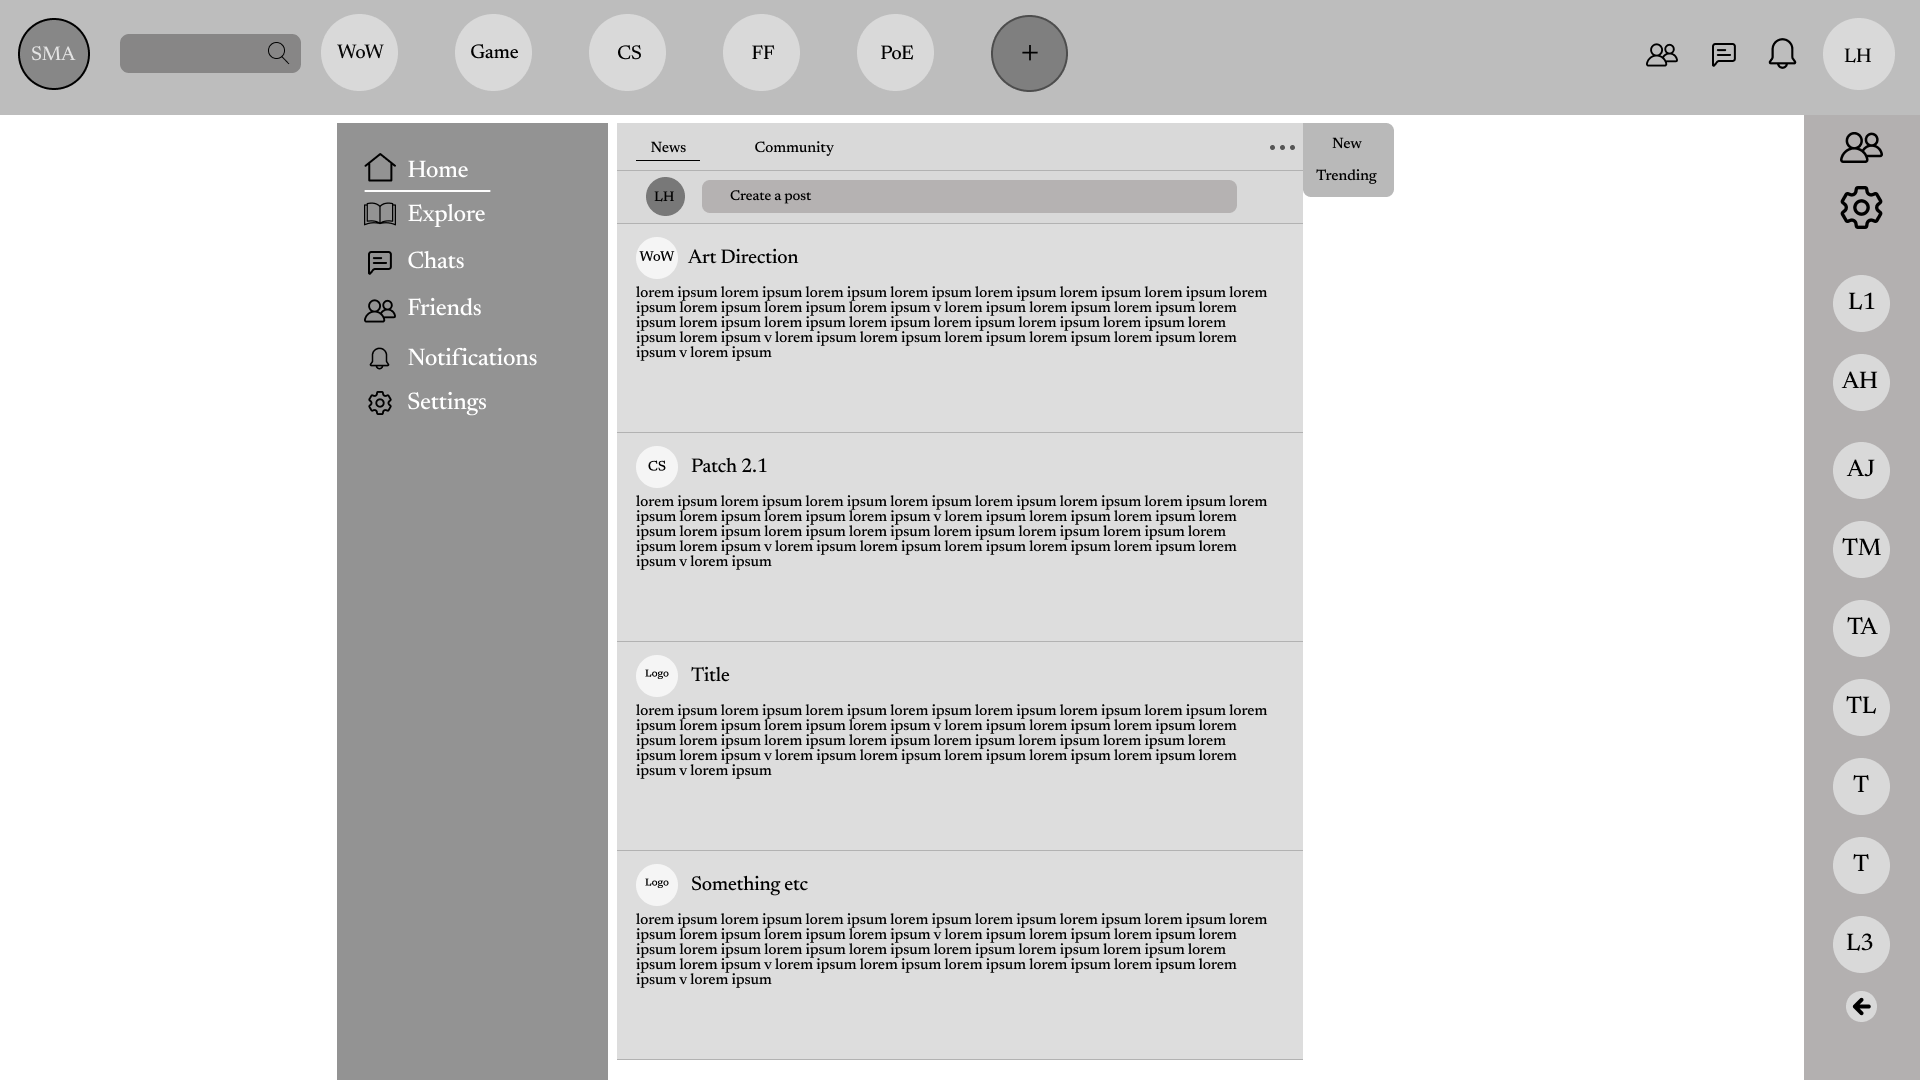 SMA
WoW
Game
CS
FF
PoE
+
LH
Home
Explore
Chats
Friends
Notifications
Settings
News
Community
New
Trending
LH
Create a post
WoW
Art Direction
lorem ipsum lorem ipsum lorem ipsum lorem ipsum lorem ipsum lorem ipsum lorem ipsum lorem
ipsum lorem ipsum lorem ipsum lorem ipsum v lorem ipsum lorem ipsum lorem ipsum lorem
ipsum lorem ipsum lorem ipsum lorem ipsum lorem ipsum lorem ipsum lorem ipsum lorem
ipsum lorem ipsum v lorem ipsum lorem ipsum lorem ipsum lorem ipsum lorem ipsum lorem
ipsum v lorem ipsum
CS
Patch 2.1
lorem ipsum lorem ipsum lorem ipsum lorem ipsum lorem ipsum lorem ipsum lorem ipsum lorem
ipsum lorem ipsum lorem ipsum lorem ipsum v lorem ipsum lorem ipsum lorem ipsum lorem
ipsum lorem ipsum lorem ipsum lorem ipsum lorem ipsum lorem ipsum lorem ipsum lorem
ipsum lorem ipsum v lorem ipsum lorem ipsum lorem ipsum lorem ipsum lorem ipsum lorem
ipsum v lorem ipsum
Logo
Title
lorem ipsum lorem ipsum lorem ipsum lorem ipsum lorem ipsum lorem ipsum lorem ipsum lorem
ipsum lorem ipsum lorem ipsum lorem ipsum v lorem ipsum lorem ipsum lorem ipsum lorem
ipsum lorem ipsum lorem ipsum lorem ipsum lorem ipsum lorem ipsum lorem ipsum lorem
ipsum lorem ipsum v lorem ipsum lorem ipsum lorem ipsum lorem ipsum lorem ipsum lorem
ipsum v lorem ipsum
Logo
Something etc
lorem ipsum lorem ipsum lorem ipsum lorem ipsum lorem ipsum lorem ipsum lorem ipsum lorem
ipsum lorem ipsum lorem ipsum lorem ipsum v lorem ipsum lorem ipsum lorem ipsum lorem
ipsum lorem ipsum lorem ipsum lorem ipsum lorem ipsum lorem ipsum lorem ipsum lorem
ipsum lorem ipsum v lorem ipsum lorem ipsum lorem ipsum lorem ipsum lorem ipsum lorem
ipsum v lorem ipsum
L1
AH
AJ
TM
TA
TL
T
T
L3